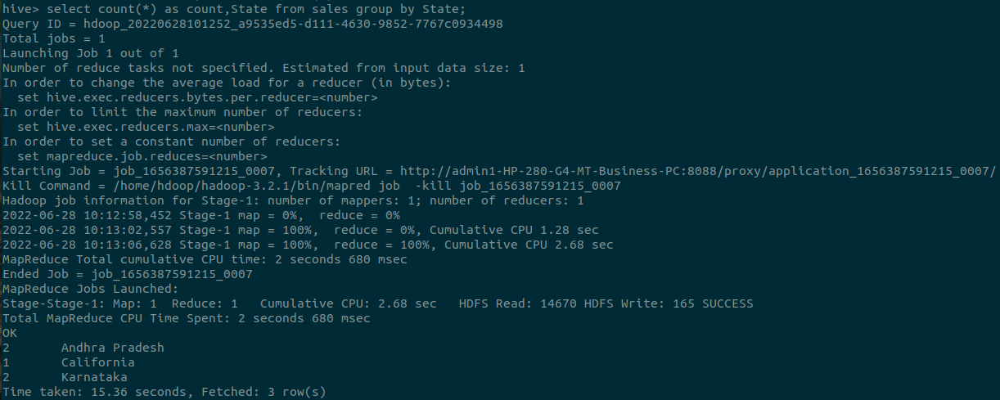 hive> select count(*) as count,State from sales group by State;
Query ID = hdoop_20220628101252_a9535ed5-d111-4630-9852-7767c0934498
Total jobs = 1
Launching Job 1 out of 1
Number of reduce tasks not specified. Estimated from input data size: 1
In order to change the average load for a reducer (in bytes):
  set hive.exec.reducers.bytes.per.reducer=<number>
In order to limit the maximum number of reducers:
  set hive.exec.reducers.max=<number>
In order to set a constant number of reducers:
  set mapreduce.job.reduces=<number>
Starting Job = job_1656387591215_0007, Tracking URL = http://admin1-HP-280-G4-MT-Business-PC:8088/proxy/application_1656387591215_0007/
Kill Command = /home/hdoop/hadoop-3.2.1/bin/mapred job  -kill job_1656387591215_0007
Hadoop job information for Stage-1: number of mappers: 1; number of reducers: 1
2022-06-28 10:12:58,452 Stage-1 map = 0%,  reduce = 0%
2022-06-28 10:13:02,557 Stage-1 map = 100%,  reduce = 0%, Cumulative CPU 1.28 sec
2022-06-28 10:13:06,628 Stage-1 map = 100%,  reduce = 100%, Cumulative CPU 2.68 sec
MapReduce Total cumulative CPU time: 2 seconds 680 msec
Ended Job = job_1656387591215_0007
MapReduce Jobs Launched:
Stage-Stage-1: Map: 1  Reduce: 1   Cumulative CPU: 2.68 sec   HDFS Read: 14670 HDFS Write: 165 SUCCESS
Total MapReduce CPU Time Spent: 2 seconds 680 msec
OK
2       Andhra Pradesh
1       California
2       Karnataka
Time taken: 15.36 seconds, Fetched: 3 row(s)